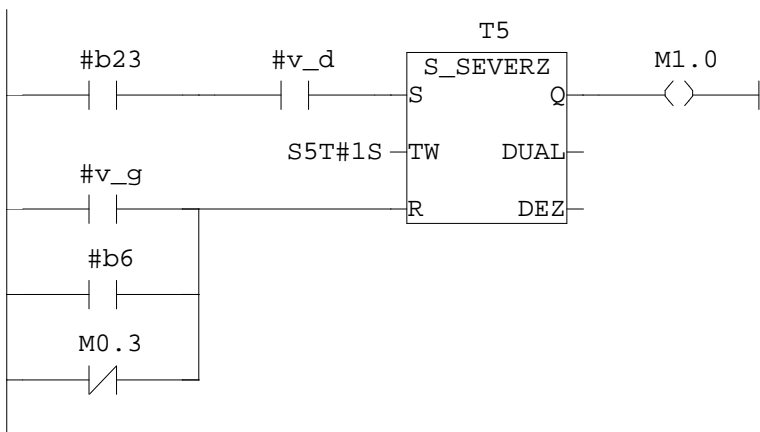 T5
#b23 #v_d S_SEVERZ M1.0
S Q
S5T#1S TW DUAL
#v_g
R DEZ
#b6
M0.3